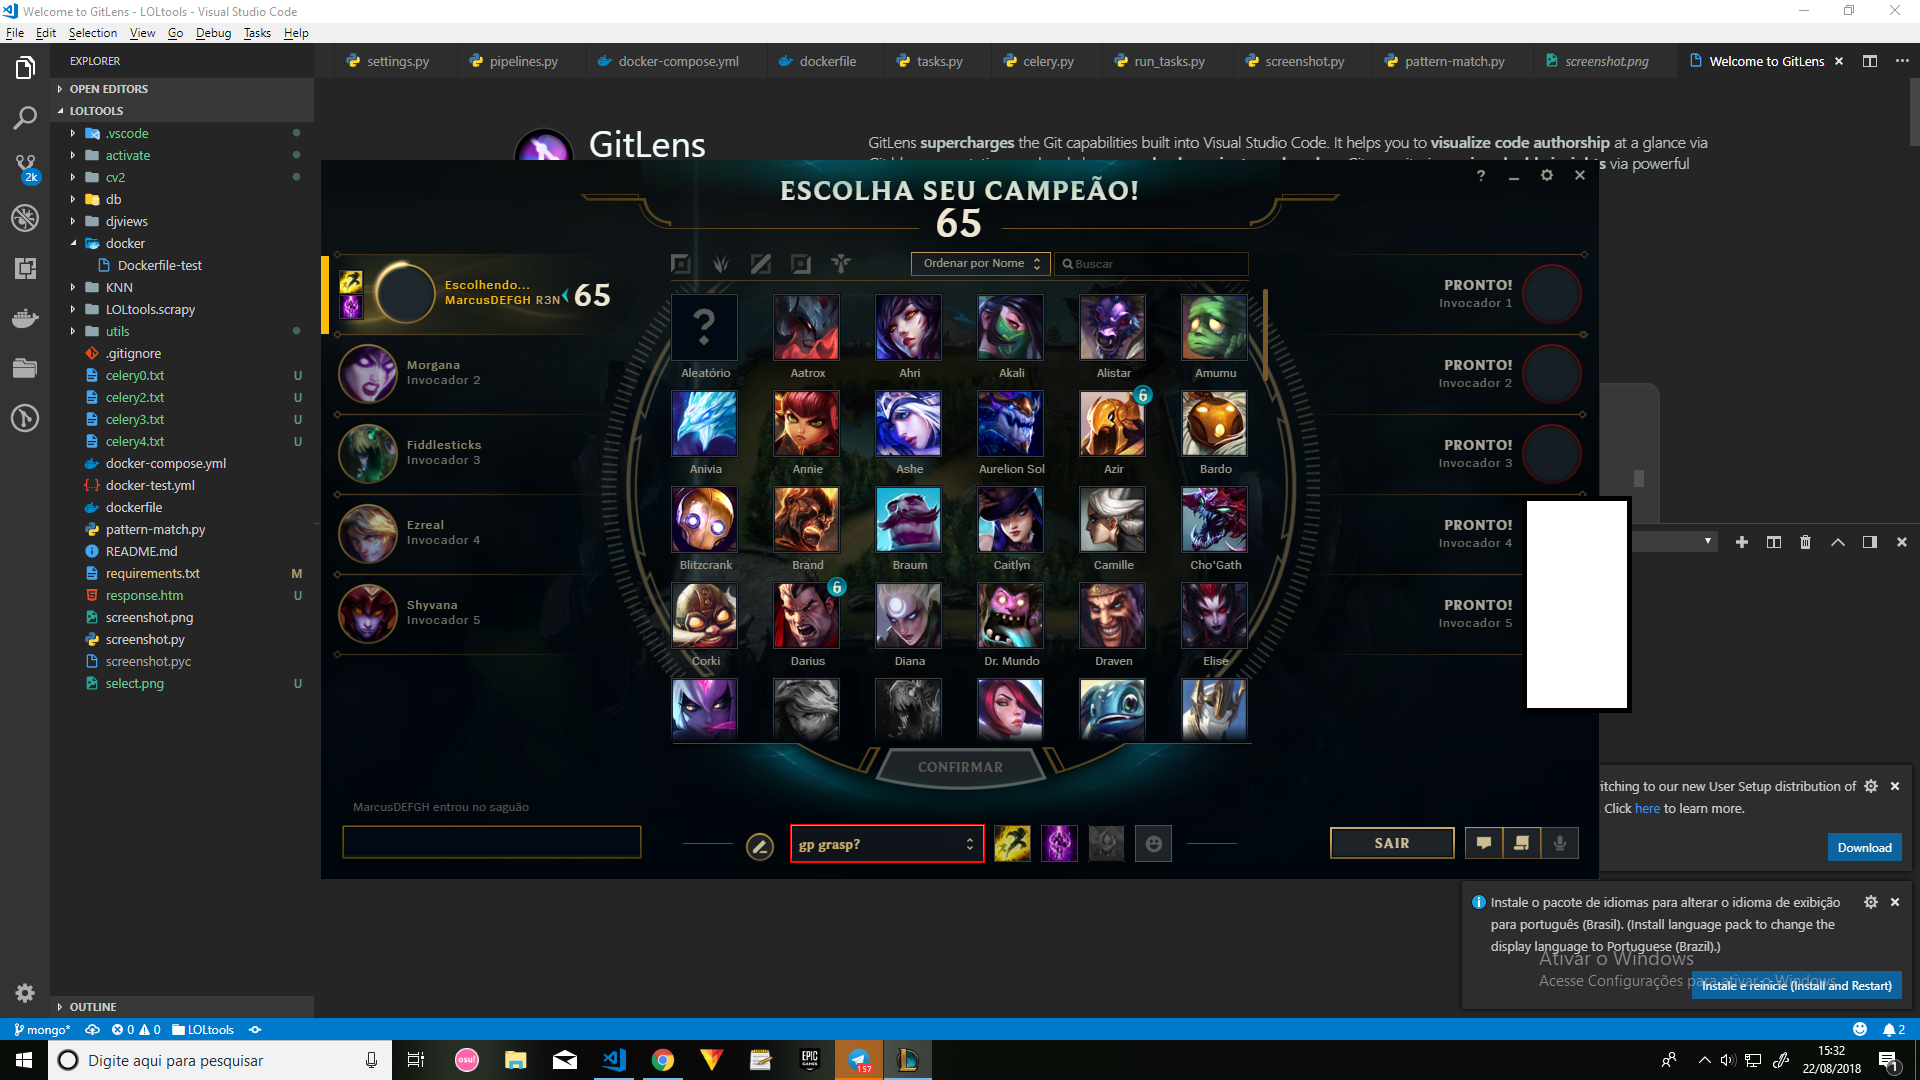 Welcome to GitLens - LOLtools - Visual Studio Code
File Edit Selection View Go Debug Tasks Help
EXPLORER
settings.py pipelines.py docker-compose.yml dockerfile tasks.py celery.py run_tasks.py screenshot.py pattern-match.py screenshot.png Welcome to GitLens
OPEN EDITORS
LOLTOOLS
.vscode
activate
cv2
db
djviews
docker
Dockerfile-test
KNN
LOLtools.scrapy
utils
.gitignore
celery0.txt U
celery2.txt U
celery3.txt U
celery4.txt U
docker-compose.yml
docker-test.yml
dockerfile
pattern-match.py
README.md
requirements.txt M
response.htm U
screenshot.png
screenshot.py
screenshot.pyc
select.png U
OUTLINE
2k
GitLens
GitLens supercharges the Git capabilities built into Visual Studio Code. It helps you to visualize code authorship at a glance via
via powerful
ESCOLHA SEU CAMPEÃO!
65
?
Ordenar por Nome Buscar
Escolhendo...
MarcusDEFGH R3N 65
Morgana
Invocador 2
Fiddlesticks
Invocador 3
Ezreal
Invocador 4
Shyvana
Invocador 5
?
Aleatório Aatrox Ahri Akali Alistar Amumu
6
Anivia Annie Ashe Aurelion Sol Azir Bardo
Blitzcrank Brand Braum Caitlyn Camille Cho'Gath
6
Corki Darius Diana Dr. Mundo Draven Elise
PRONTO!
Invocador 1
PRONTO!
Invocador 2
PRONTO!
Invocador 3
PRONTO!
Invocador 4
PRONTO!
Invocador 5
CONFIRMAR
MarcusDEFGH entrou no saguão
gp grasp?
SAIR
itching to our new User Setup distribution of
Click here to learn more.
Download
Instale o pacote de idiomas para alterar o idioma de exibição
para português (Brasil). (Install language pack to change the
display language to Portuguese (Brazil).)
Ativar o Windows
Acesse Configurações para ativar o Windows.
Instale e reinicie (Install and Restart)
mongo* 0 0 LOLtools
2
Digite aqui para pesquisar
osu!
EPIC
GAMES
157
15:32
22/08/2018
1